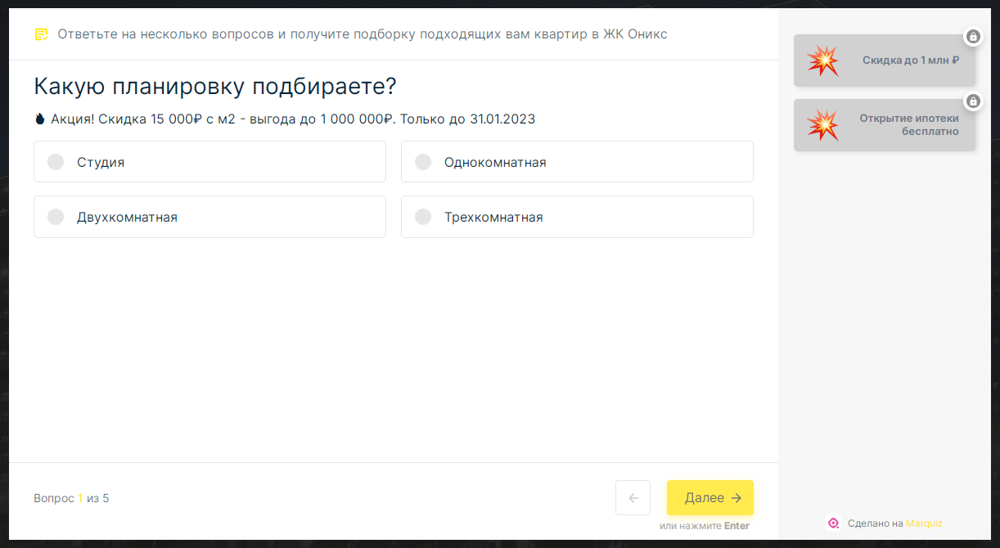 Ответьте на несколько вопросов и получите подборку подходящих вам квартир в ЖК Оникс
Какую планировку подбираете?
Акция! Скидка 15 000₽ с м2 - выгода до 1 000 000₽. Только до 31.01.2023
Студия
Однокомнатная
Двухкомнатная
Трехкомнатная
Вопрос 1 из 5
Далее →
или нажмите Enter
Скидка до 1 млн ₽
Открытие ипотеки
бесплатно
Сделано на Marquiz